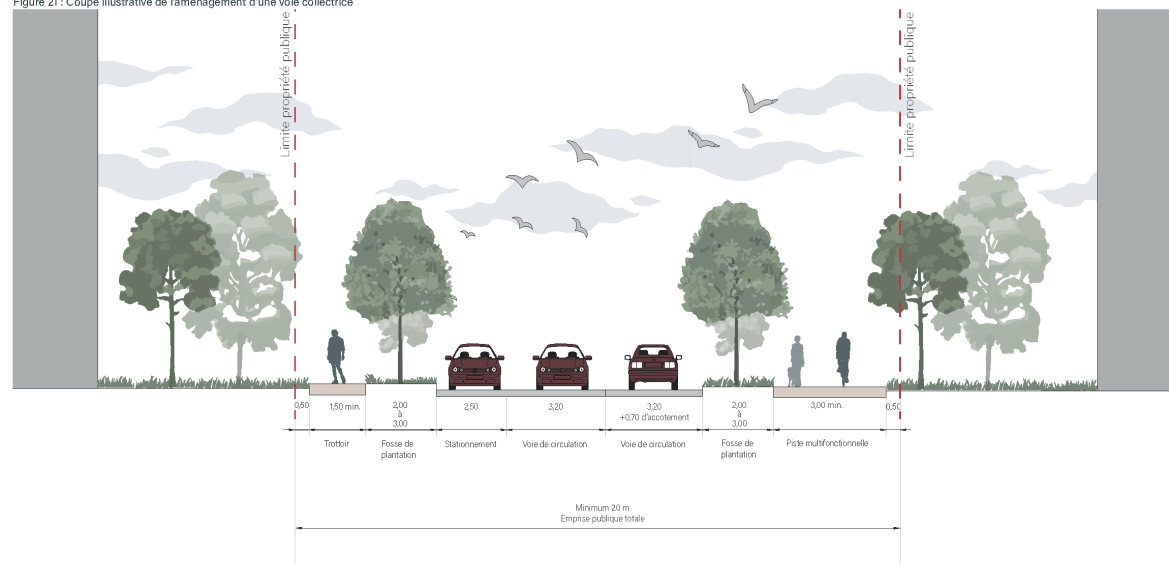 Figure 21 : Coupe illustrative de l'aménagement d'une voie collectrice
Limite propriété publique
Limite propriété publique
0,50
1,50 min.
2,00
à
3,00
2,50
3,20
3,20
+0,70 d'accotement
2,00
à
3,00
3,00 min.
0,50
Trottoir
Fosse de
plantation
Stationnement
Voie de circulation
Voie de circulation
Fosse de
plantation
Piste multifonctionnelle
Minimum 20 m
Emprise publique totale